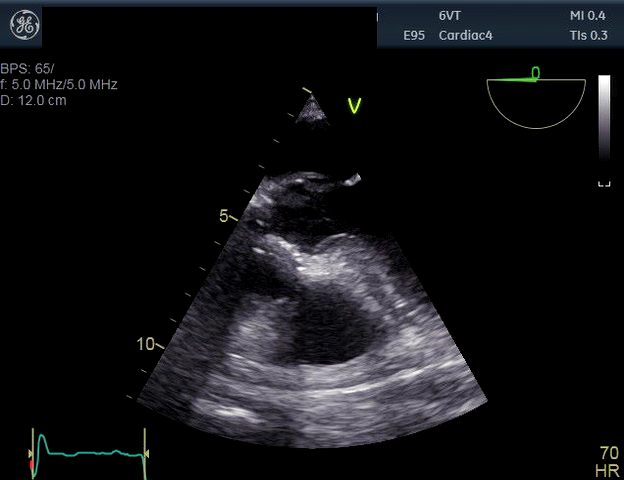 6VT MI 0.4
E95 Cardiac4 TIs 0.3
BPS: 65/
f: 5.0 MHz/5.0 MHz
D: 12.0 cm
V
0
5
10
70
HR